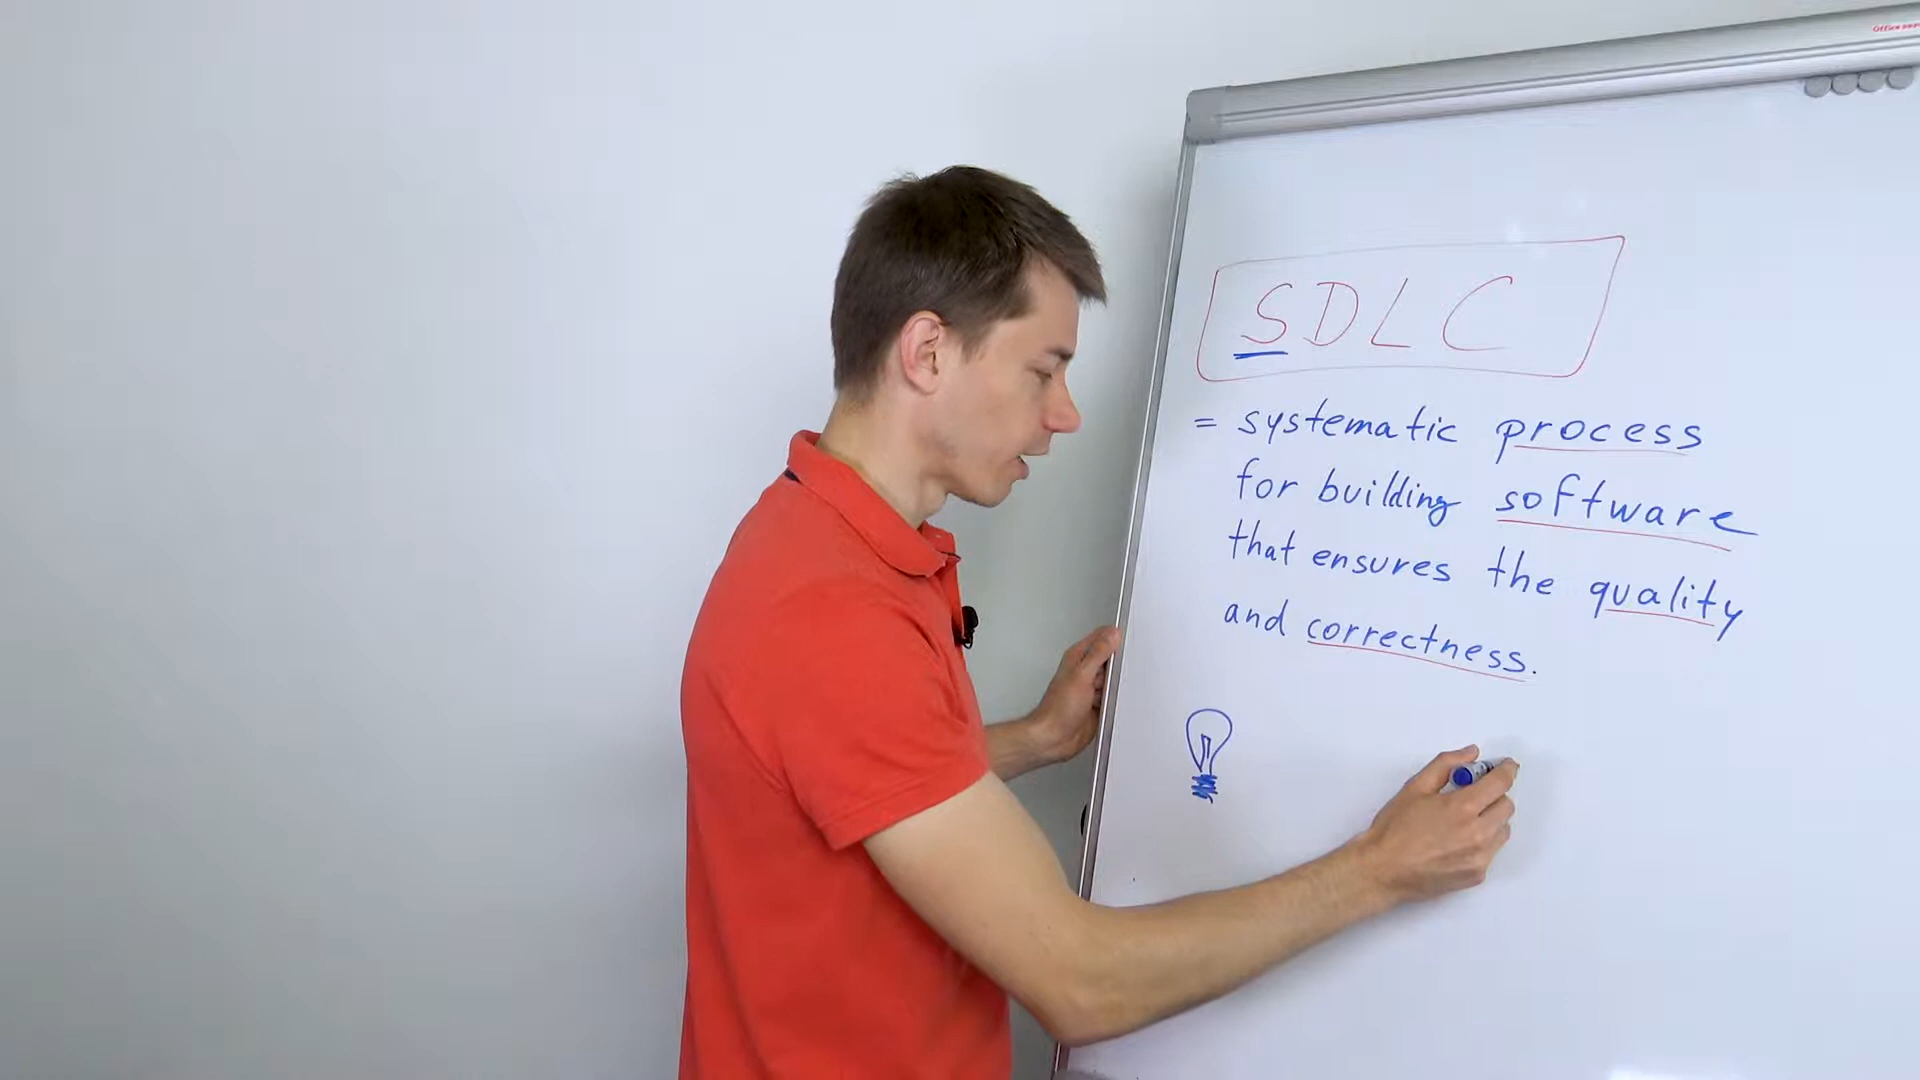 SDLC
= systematic process
for building software
that ensures the quality
and correctness.